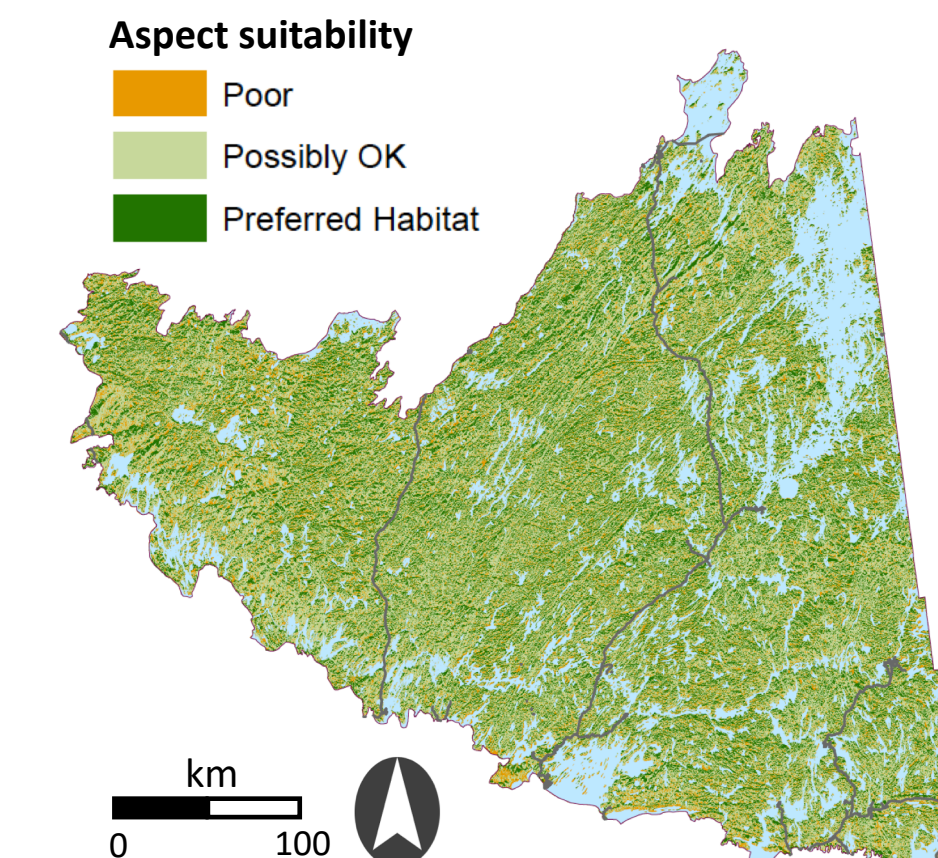 Aspect suitability
Poor
Possibly OK
Preferred Habitat
km
0 100